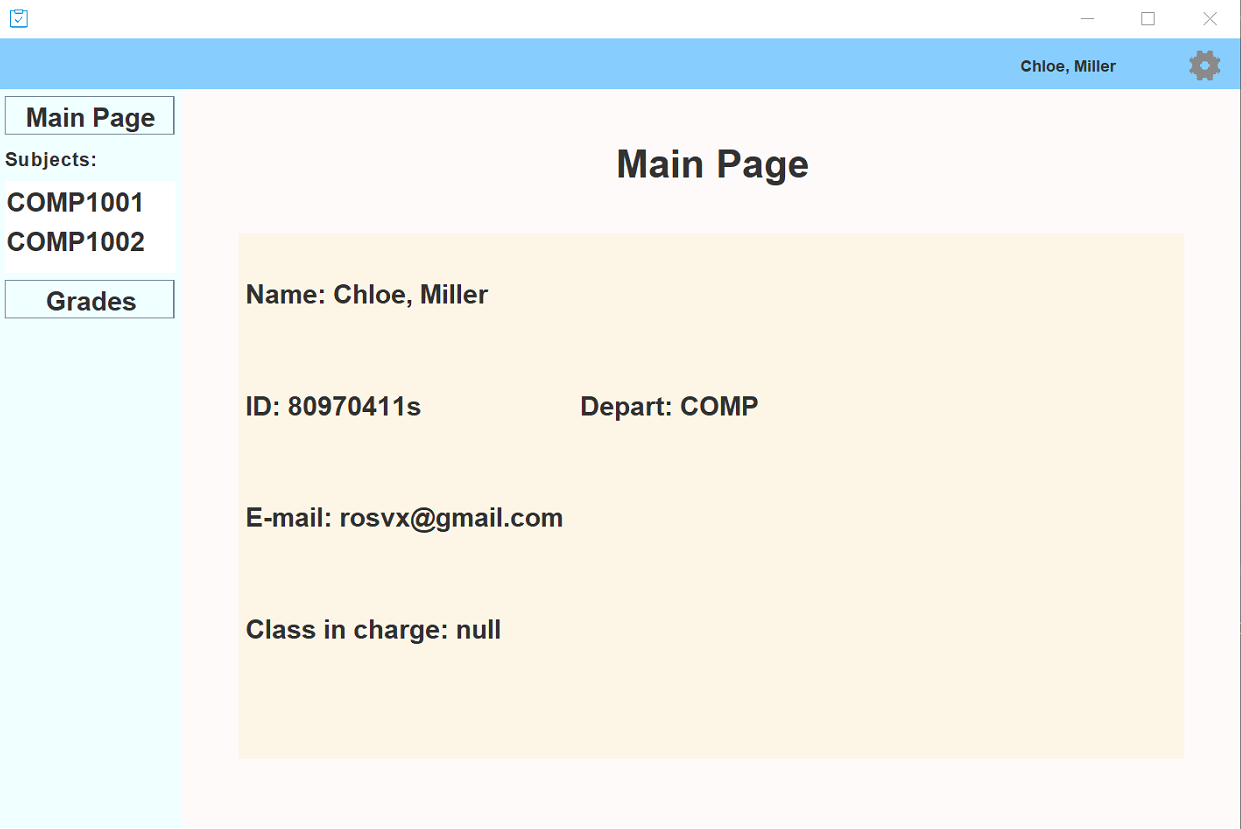 Chloe, Miller
Main Page
Subjects:
COMP1001
COMP1002
Grades
Main Page
Name: Chloe, Miller
ID: 80970411s
Depart: COMP
E-mail: rosvx@gmail.com
Class in charge: null